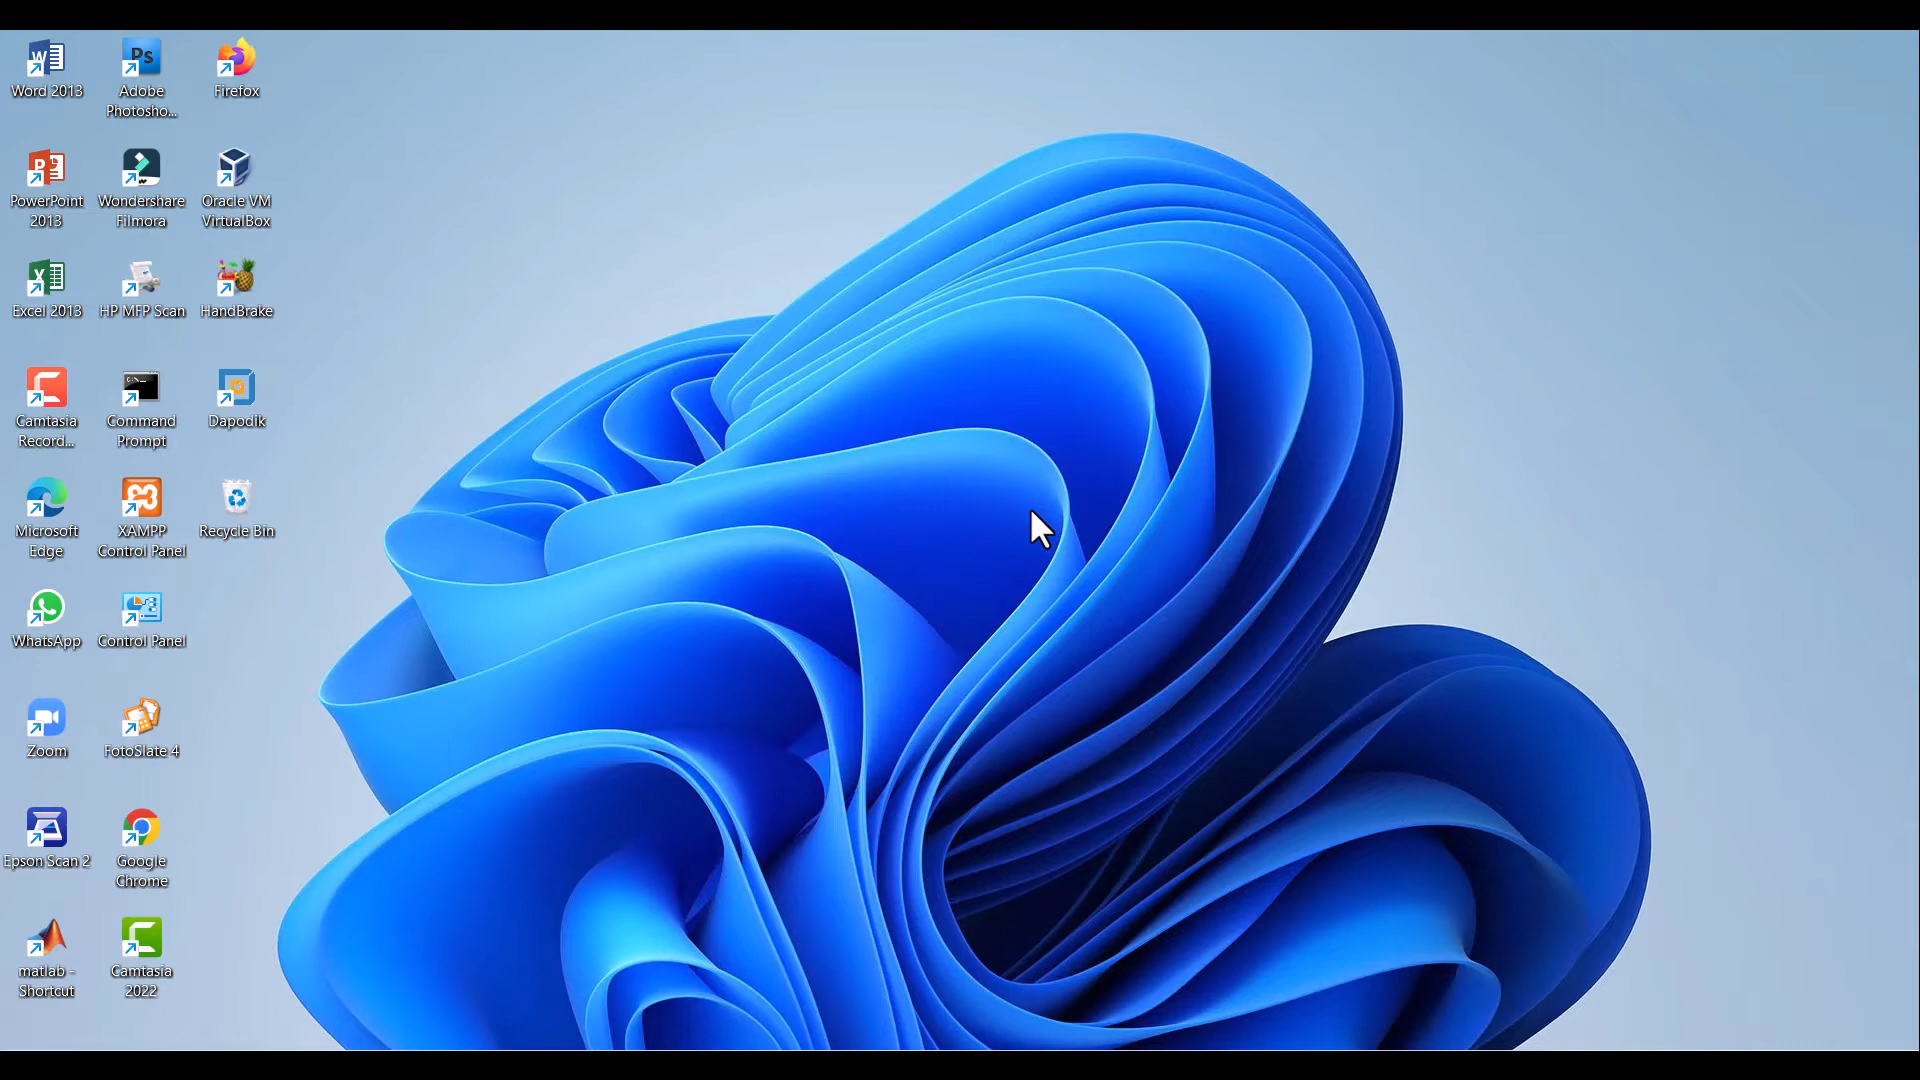 Word 2013
Adobe
Photosho...
Firefox
PowerPoint
2013
Wondershare
Filmora
Oracle VM
VirtualBox
Excel 2013
HP MFP Scan
HandBrake
Camtasia
Record...
Command
Prompt
Dapodik
Microsoft
Edge
XAMPP
Control Panel
Recycle Bin
WhatsApp
Control Panel
Zoom
FotoSlate 4
Epson Scan 2
Google
Chrome
matlab -
Shortcut
Camtasia
2022